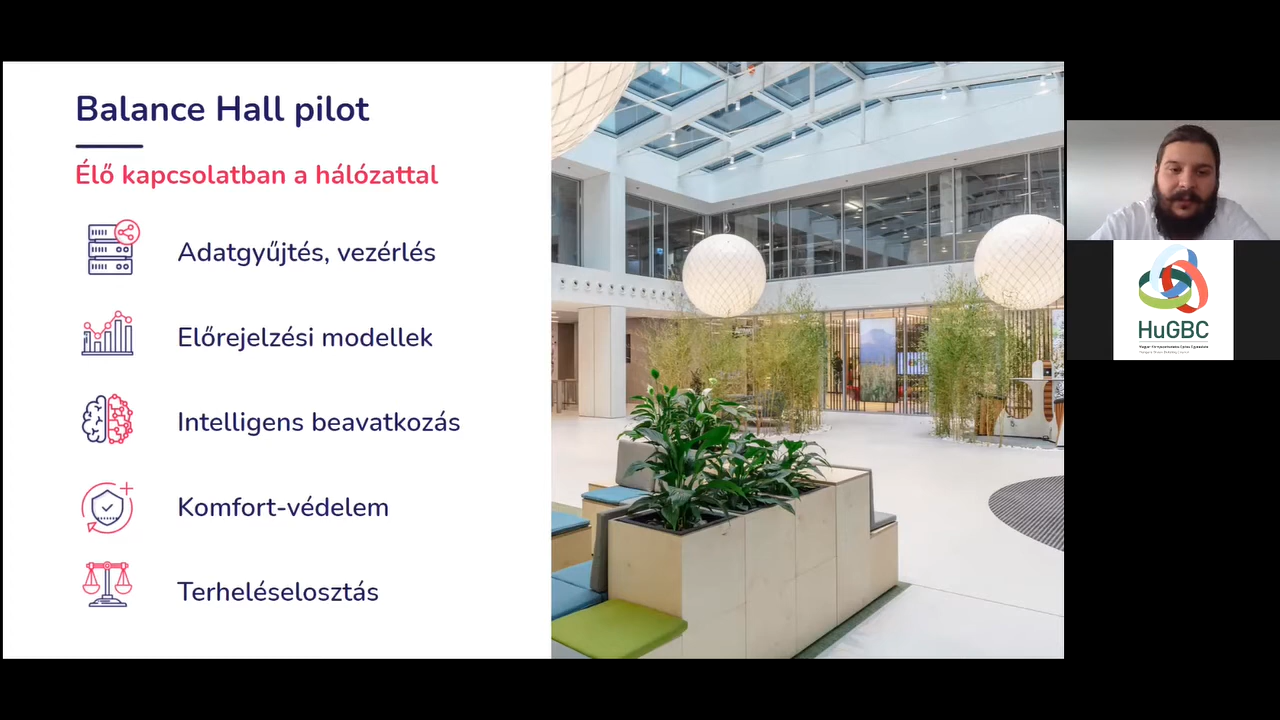 Balance Hall pilot
Élő kapcsolatban a hálózattal
Adatgyűjtés, vezérlés
Előrejelzési modellek
Intelligens beavatkozás
Komfort-védelem
Terheléselosztás
HuGBC